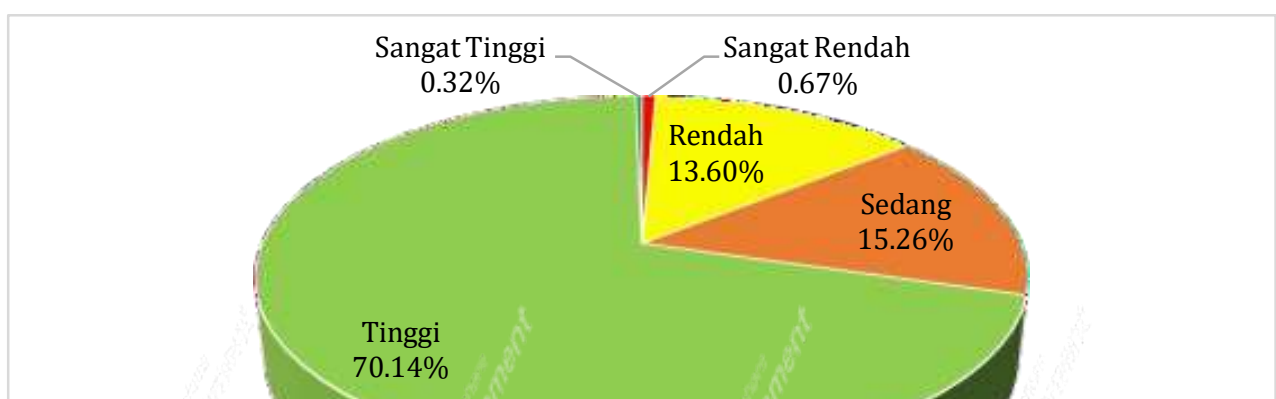 Sangat Tinggi
0.32%
Sangat Rendah
0.67%
Rendah
13.60%
Sedang
15.26%
Tinggi
70.14%